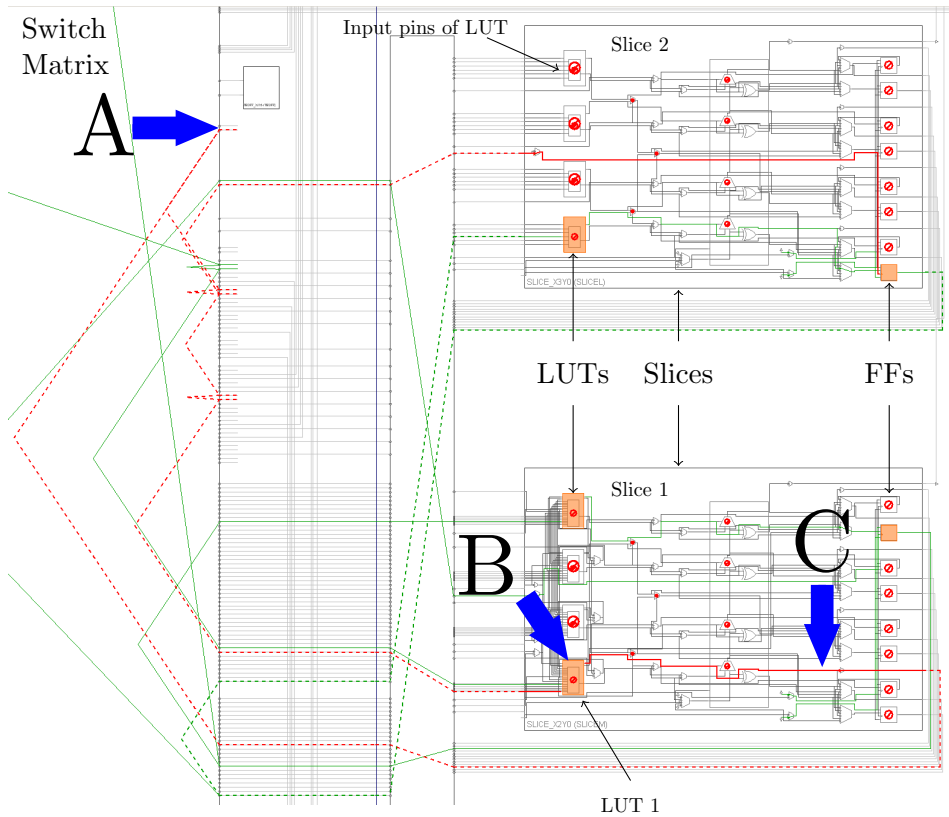 Switch
Matrix
Input pins of LUT
Slice 2
A
SLICE_X3Y0 (SLICEL)
LUTs
Slices
FFs
Slice 1
B
C
SLICE_X2Y0 (SLICEM)
LUT 1